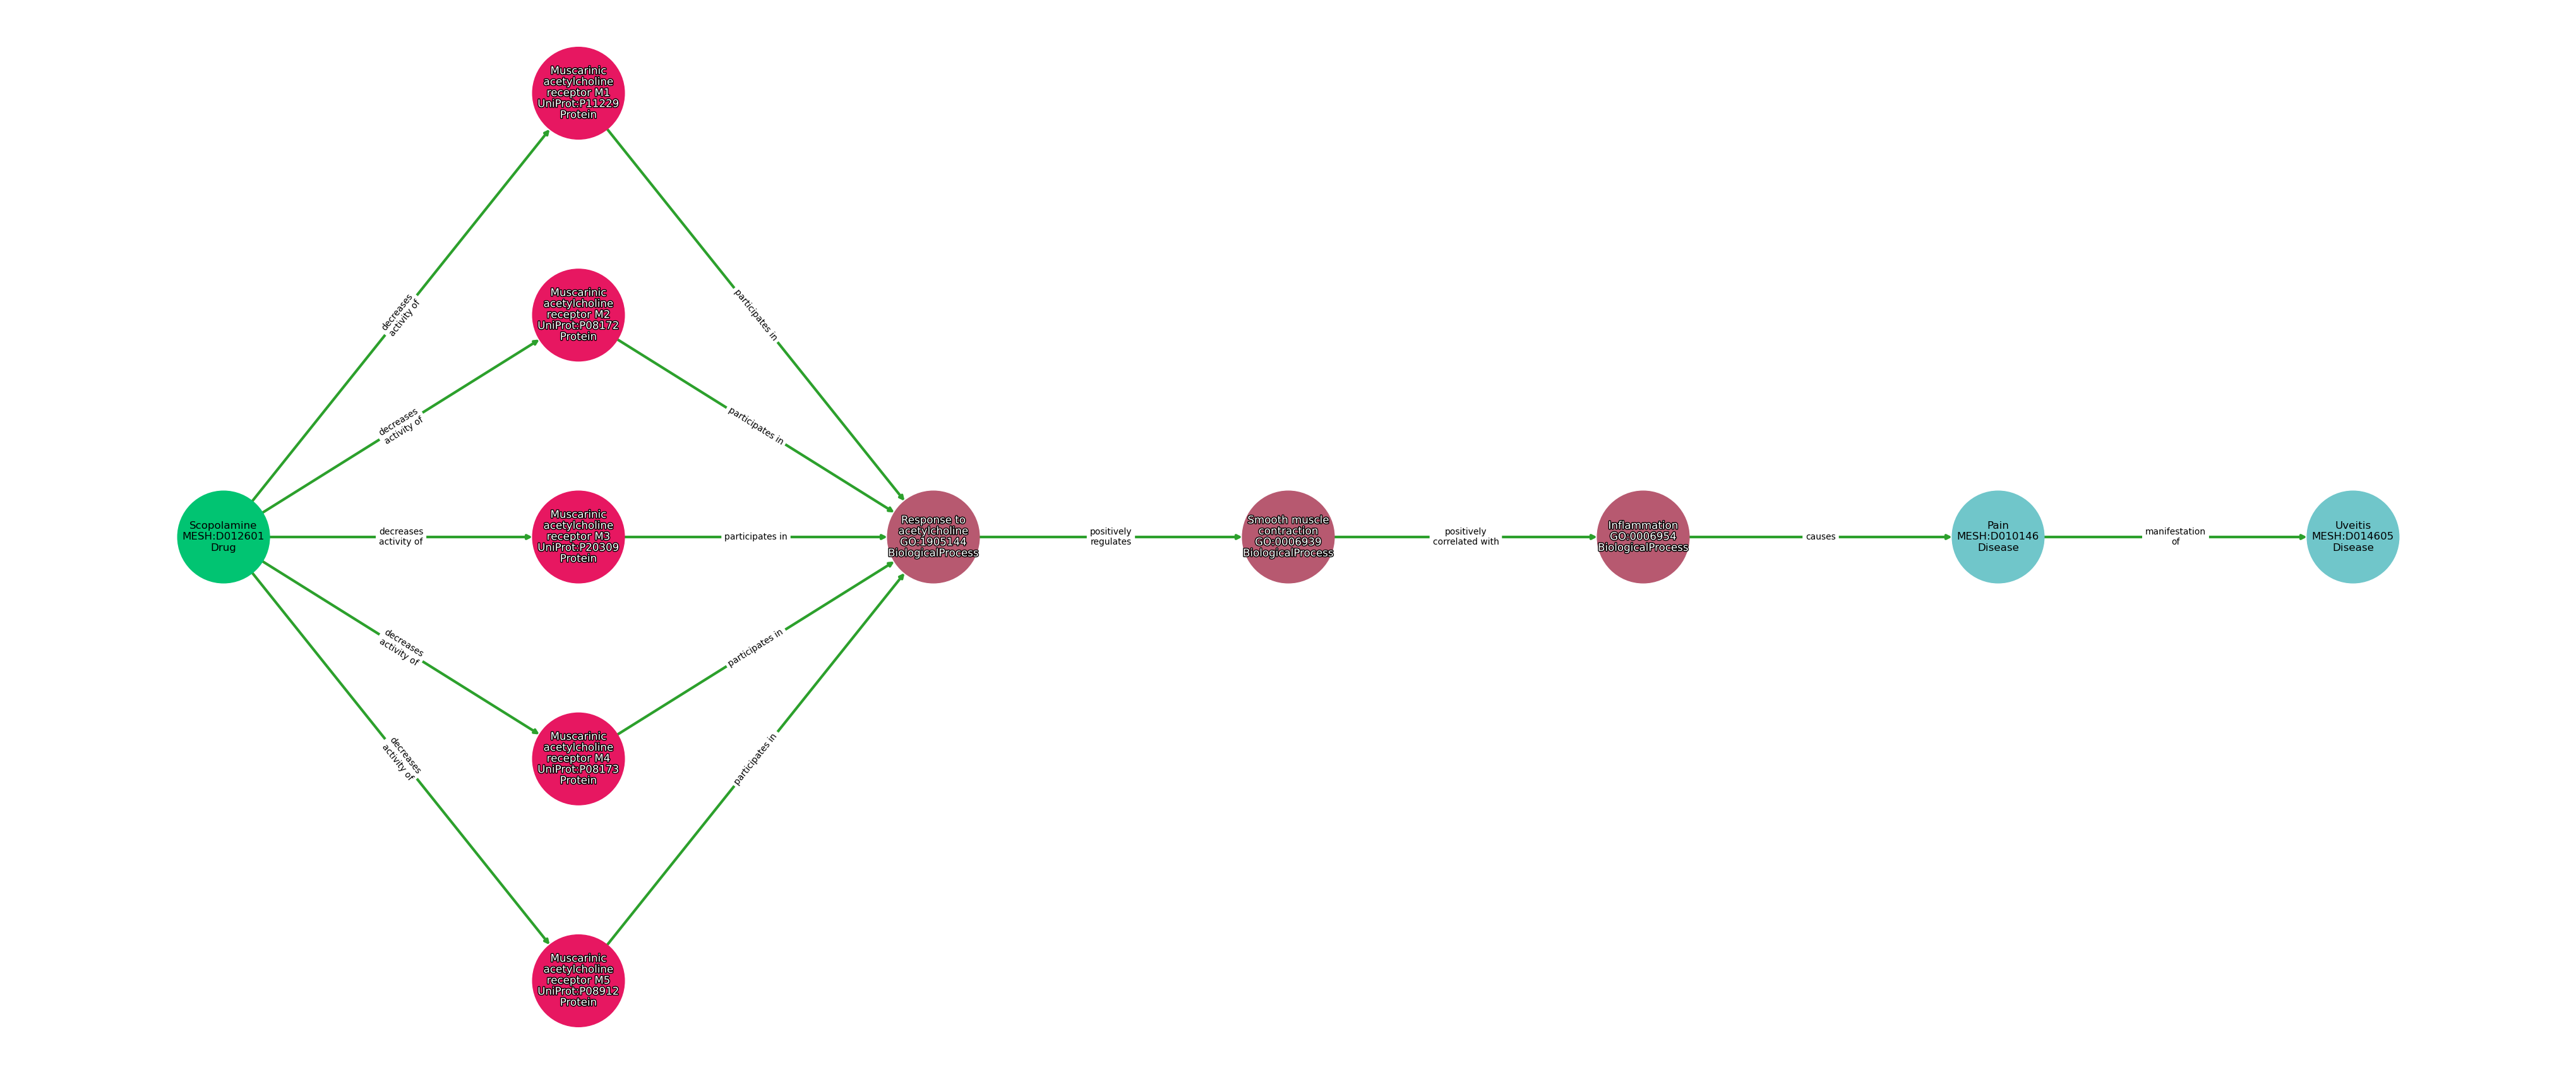 Muscarinic
acetylcholine
receptor M1
UniProt:P11229
Protein
decreases
activity of
participates in
Muscarinic
acetylcholine
receptor M2
UniProt:P08172
Protein
decreases
activity of
participates in
Scopolamine
MESH:D012601
Drug
decreases
activity of
Muscarinic
acetylcholine
receptor M3
UniProt:P20309
Protein
participates in
Response to
acetylcholine
GO:1905144
BiologicalProcess
positively
regulates
Smooth muscle
contraction
GO:0006939
BiologicalProcess
positively
correlated with
Inflammation
GO:0006954
BiologicalProcess
causes
Pain
MESH:D010146
Disease
manifestation
of
Uveitis
MESH:D014605
Disease
decreases
activity of
participates in
Muscarinic
acetylcholine
receptor M4
UniProt:P08173
Protein
decreases
activity of
participates in
Muscarinic
acetylcholine
receptor M5
UniProt:P08912
Protein